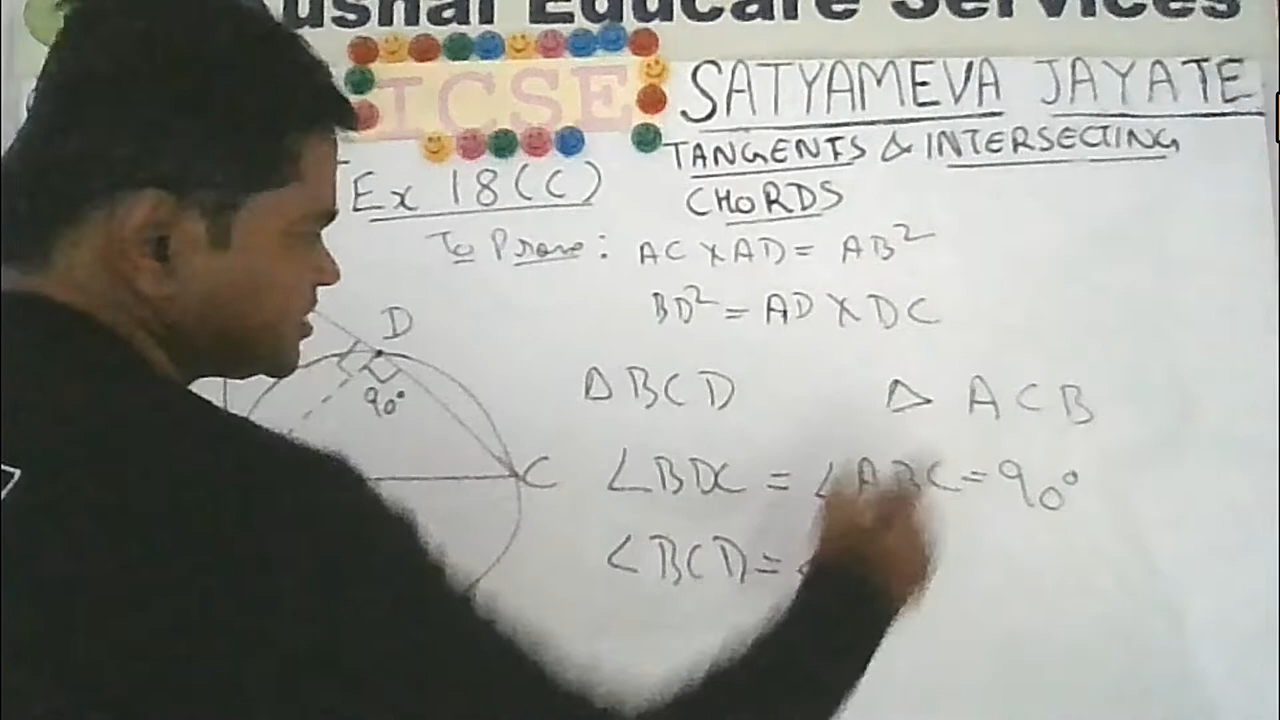 Educare Services
ICSE
SATYAMEVA JAYATE
TANGENTS & INTERSECTING
CHORDS
Ex 18(C)
To Prove: AC X AD = AB²
BD² = AD X DC
D
90°
C
Δ BCD Δ ACB
∠BDC = ∠ABC = 90°
∠BCD =